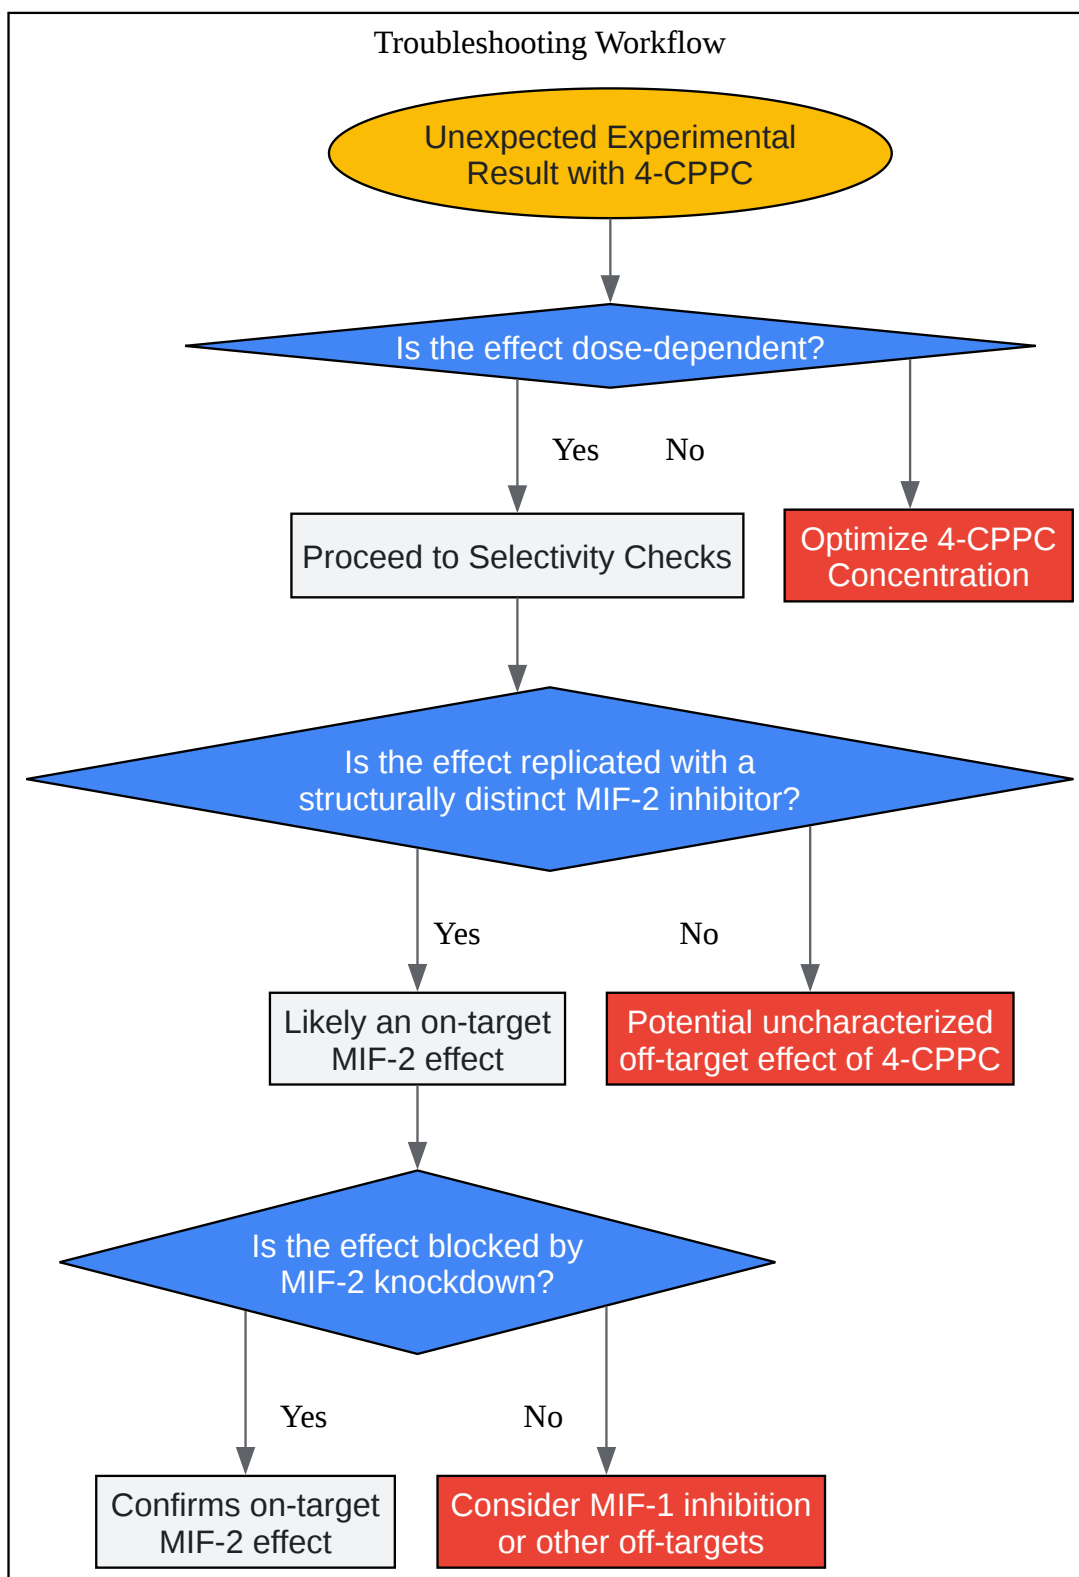 Troubleshooting Workflow
Unexpected Experimental
Result with 4-CPPC
Is the effect dose-dependent?
Yes
No
Proceed to Selectivity Checks
Optimize 4-CPPC
Concentration
Is the effect replicated with a
structurally distinct MIF-2 inhibitor?
Yes
No
Likely an on-target
MIF-2 effect
Potential uncharacterized
off-target effect of 4-CPPC
Is the effect blocked by
MIF-2 knockdown?
Yes
No
Confirms on-target
MIF-2 effect
Consider MIF-1 inhibition
or other off-targets